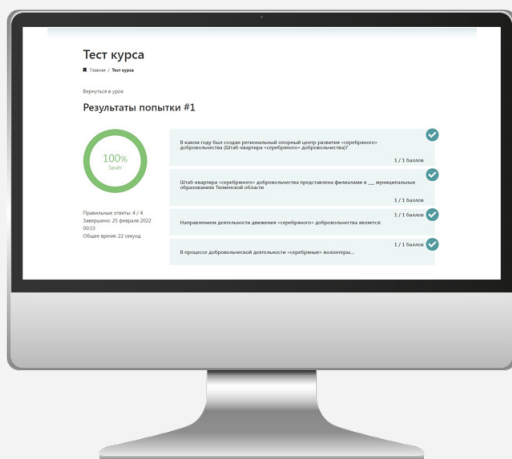 Тест курса
Главная / Тест курса
Вернуться в урок
Результаты попытки #1
100%
Зачёт
Правильные ответы: 4 / 4
Завершено: 25 февраля 2022
09:33
Общее время: 22 секунд
В каком году был создан региональный опорный центр развития «серебряного»
добровольчества (Штаб-квартира «серебряного» добровольчества)?
1 / 1 баллов
Штаб-квартира «серебряного» добровольчества представлена филиалами в __ муниципальных
образованиях Тюменской области
1 / 1 баллов
Направлением деятельности движения «серебряного» добровольчества является:
1 / 1 баллов
В процессе добровольческой деятельности «серебряные» волонтеры...
1 / 1 баллов